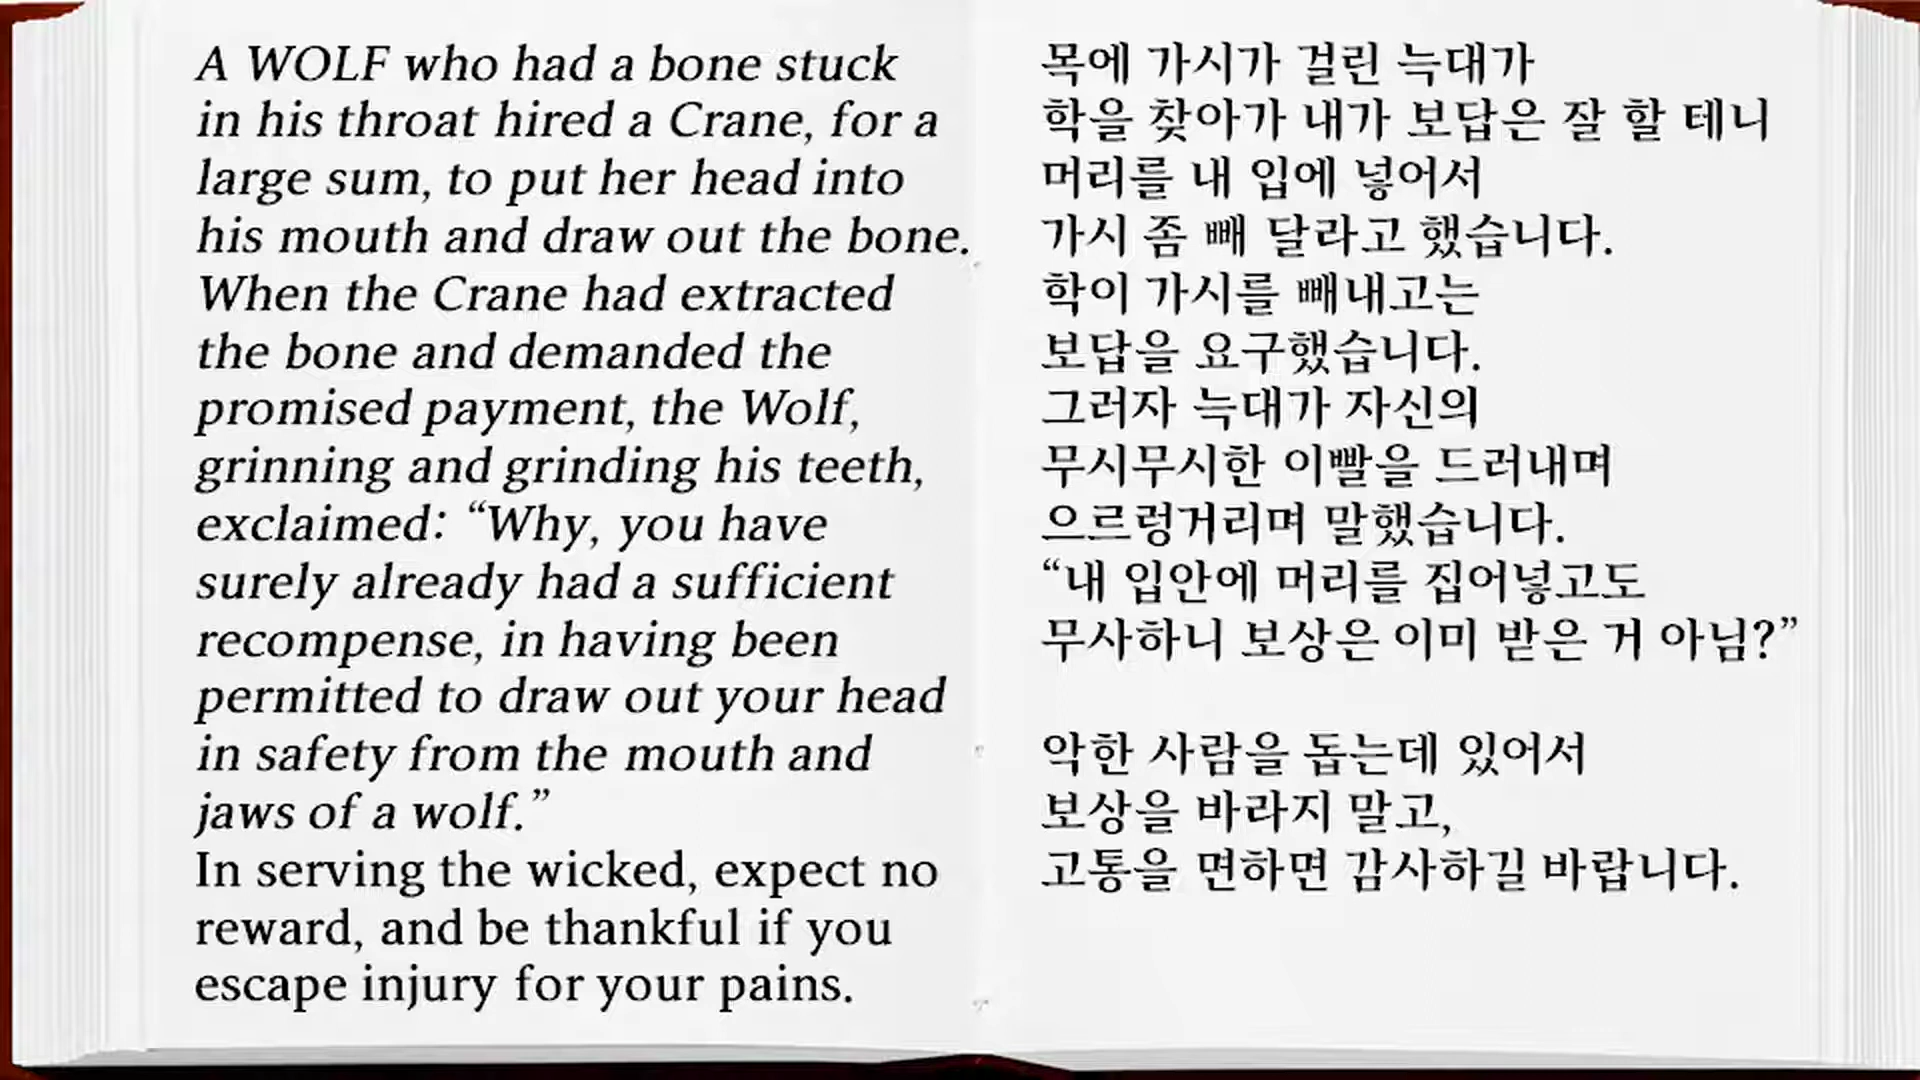 A WOLF who had a bone stuck
in his throat hired a Crane, for a
large sum, to put her head into
his mouth and draw out the bone.
When the Crane had extracted
the bone and demanded the
promised payment, the Wolf,
grinning and grinding his teeth,
exclaimed: “Why, you have
surely already had a sufficient
recompense, in having been
permitted to draw out your head
in safety from the mouth and
jaws of a wolf.”
In serving the wicked, expect no
reward, and be thankful if you
escape injury for your pains.
목에 가시가 걸린 늑대가
학을 찾아가 내가 보답은 잘 할 테니
머리를 내 입에 넣어서
가시 좀 빼 달라고 했습니다.
학이 가시를 빼내고는
보답을 요구했습니다.
그러자 늑대가 자신의
무시무시한 이빨을 드러내며
으르렁거리며 말했습니다.
“내 입안에 머리를 집어넣고도
무사하니 보상은 이미 받은 거 아님?”
악한 사람을 돕는데 있어서
보상을 바라지 말고,
고통을 면하면 감사하길 바랍니다.